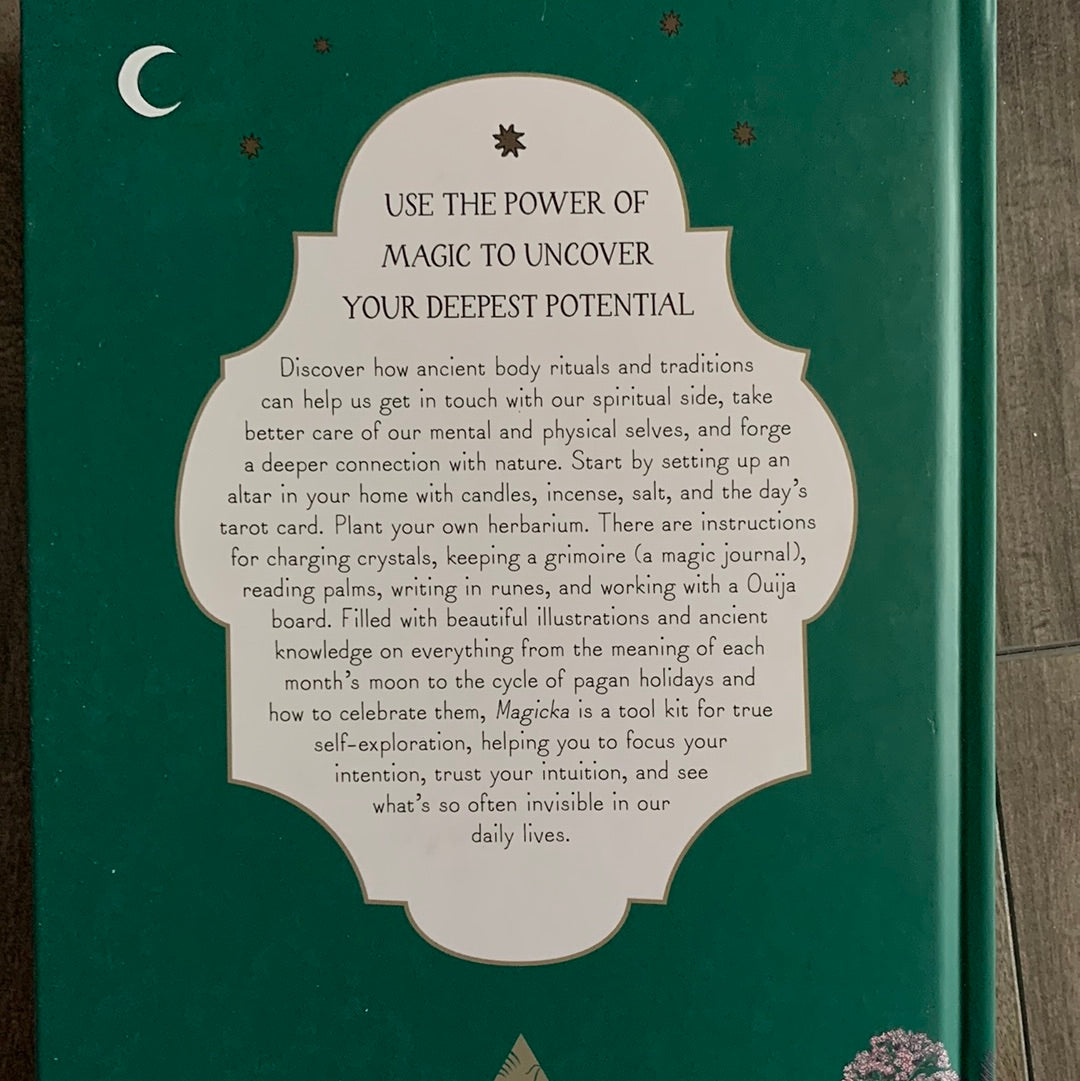 USE THE POWER OF
MAGIC TO UNCOVER
YOUR DEEPEST POTENTIAL
Discover how ancient body rituals and traditions
can help us get in touch with our spiritual side, take
better care of our mental and physical selves, and forge
a deeper connection with nature. Start by setting up an
altar in your home with candles, incense, salt, and the day's
tarot card. Plant your own herbarium. There are instructions
for charging crystals, keeping a grimoire (a magic journal),
reading palms, writing in runes, and working with a Ouija
board. Filled with beautiful illustrations and ancient
knowledge on everything from the meaning of each
month's moon to the cycle of pagan holidays and
how to celebrate them, Magicka is a tool kit for true
self-exploration, helping you to focus your
intention, trust your intuition, and see
what's so often invisible in our
daily lives.